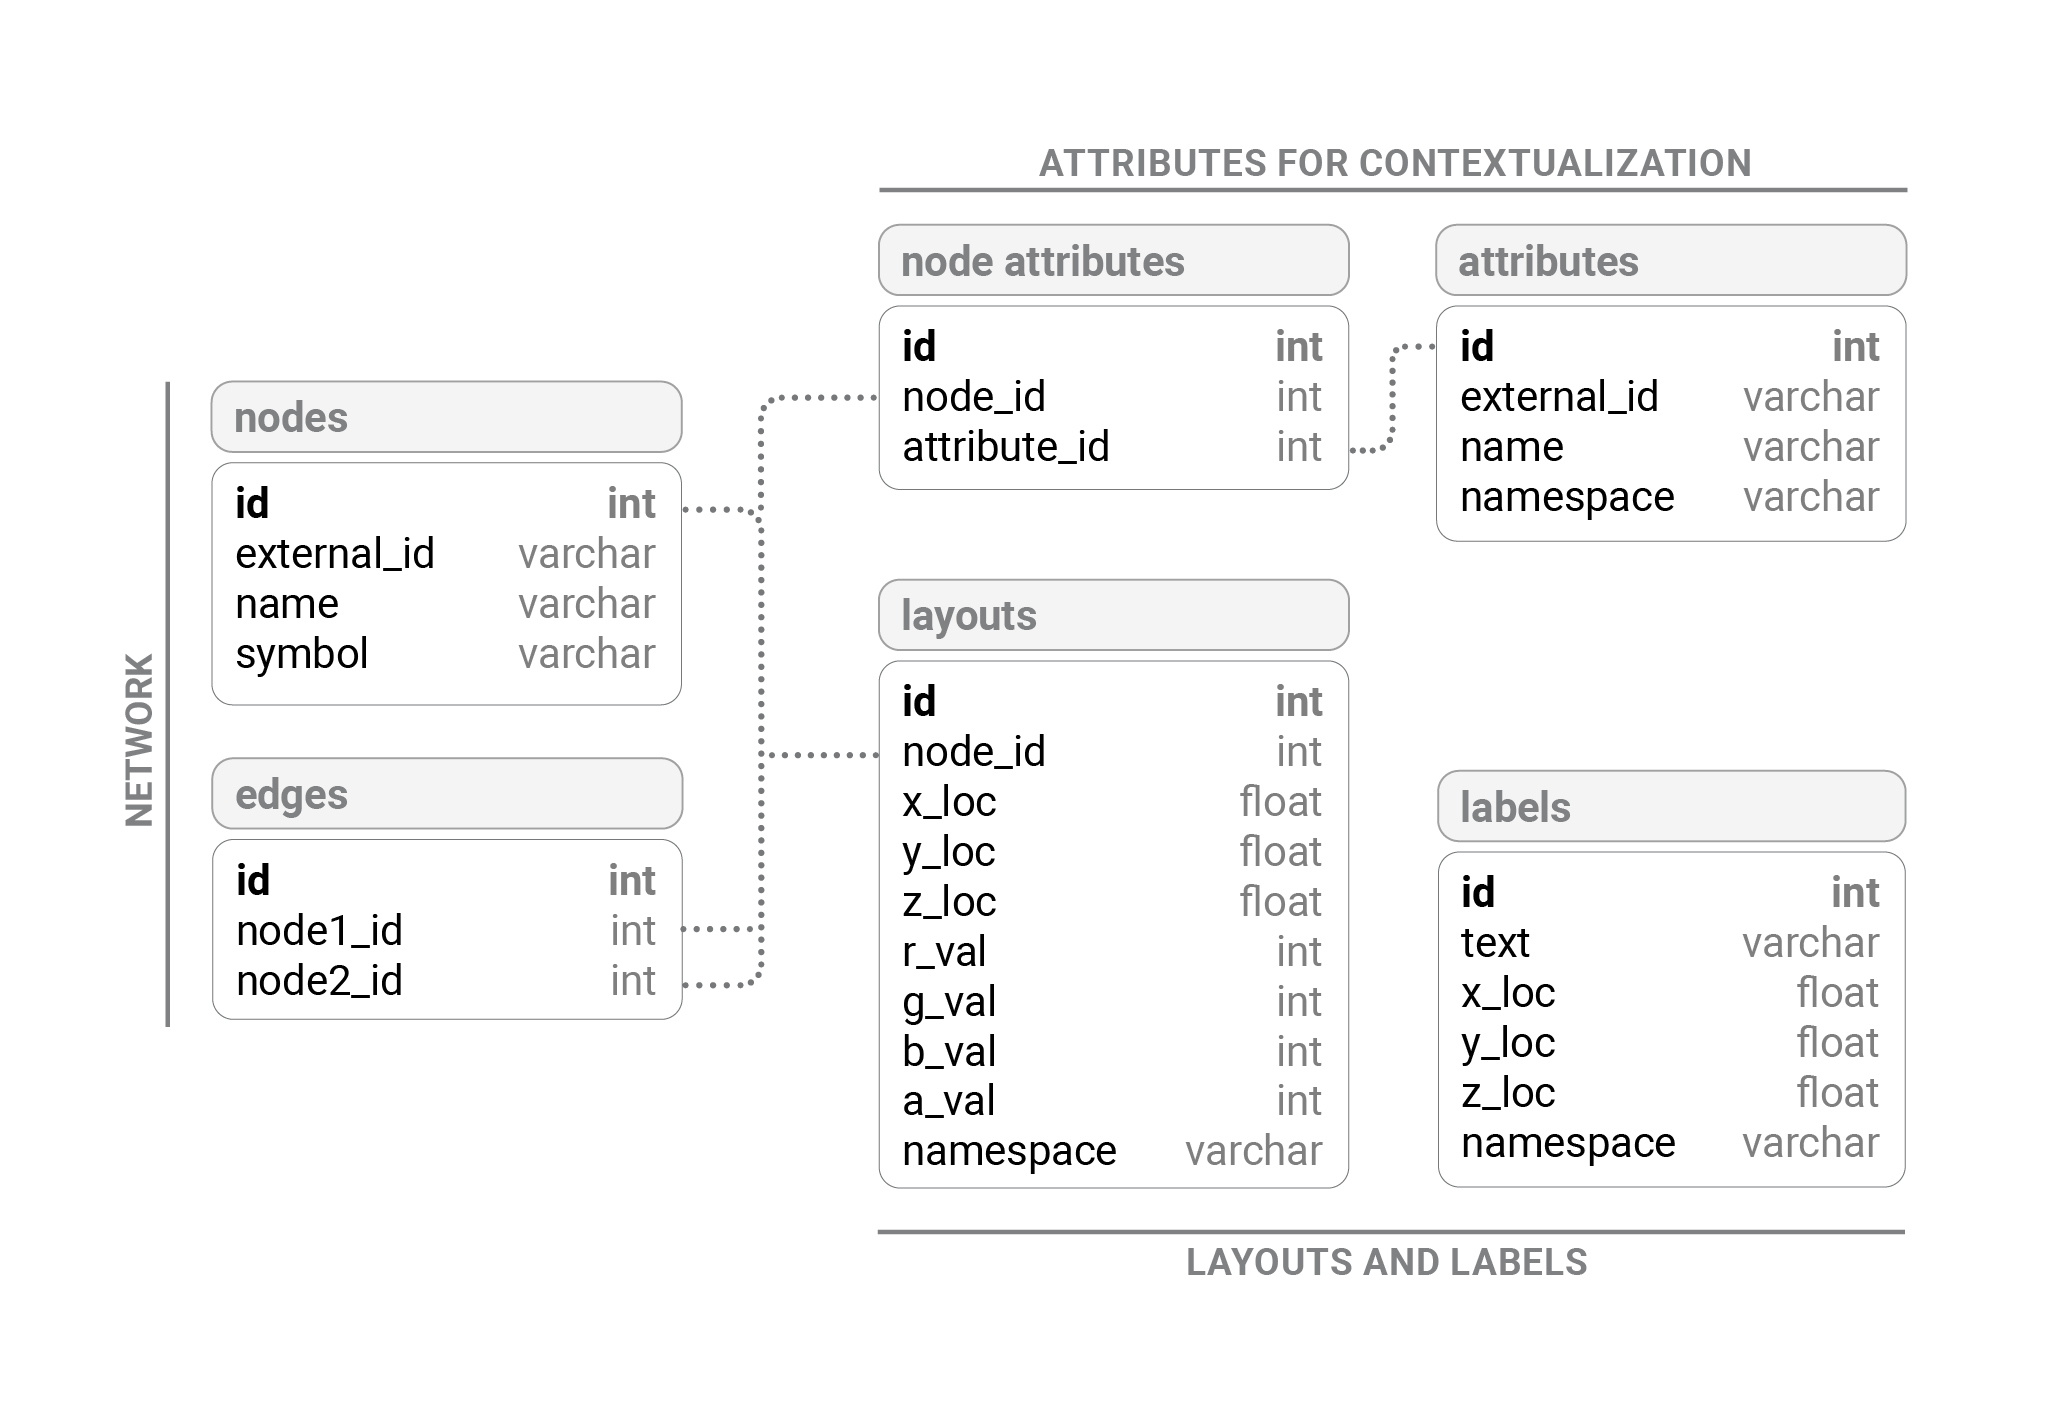 ATTRIBUTES FOR CONTEXTUALIZATION
node attributes
id int
node_id int
attribute_id int
attributes
id int
external_id varchar
name varchar
namespace varchar
NETWORK
nodes
id int
external_id varchar
name varchar
symbol varchar
edges
id int
node1_id int
node2_id int
layouts
id int
node_id int
x_loc float
y_loc float
z_loc float
r_val int
g_val int
b_val int
a_val int
namespace varchar
labels
id int
text varchar
x_loc float
y_loc float
z_loc float
namespace varchar
LAYOUTS AND LABELS